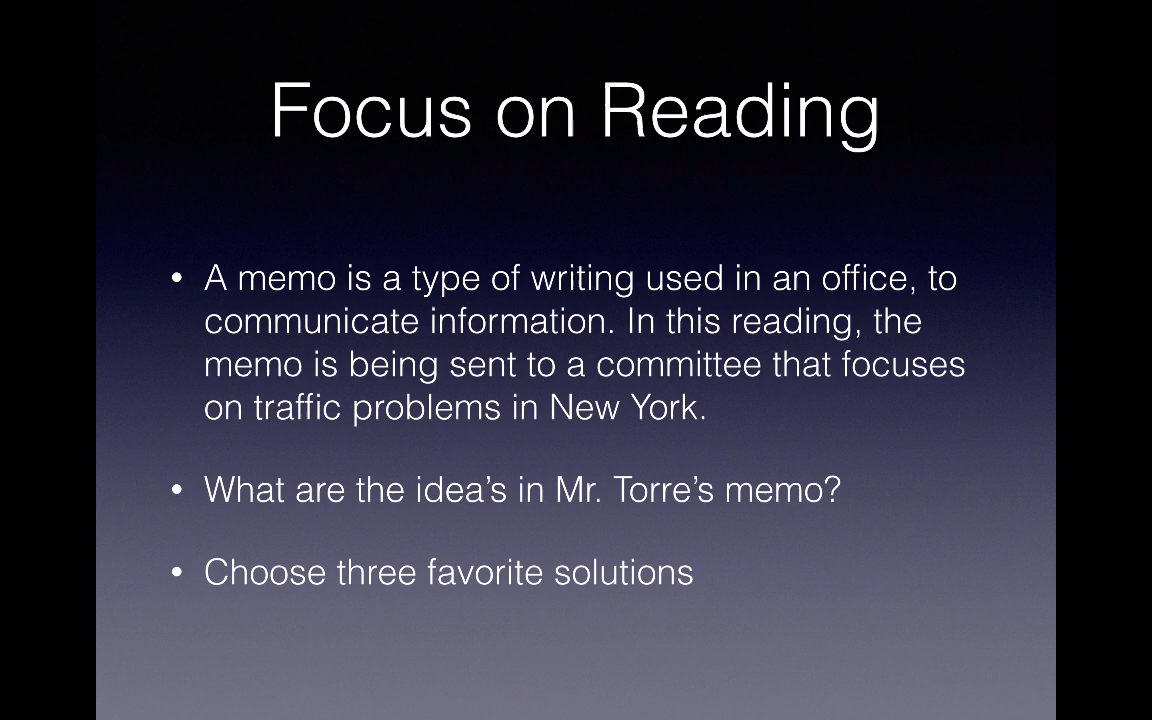 Focus on Reading
• A memo is a type of writing used in an office, to
communicate information. In this reading, the
memo is being sent to a committee that focuses
on traffic problems in New York.
• What are the idea’s in Mr. Torre’s memo?
• Choose three favorite solutions